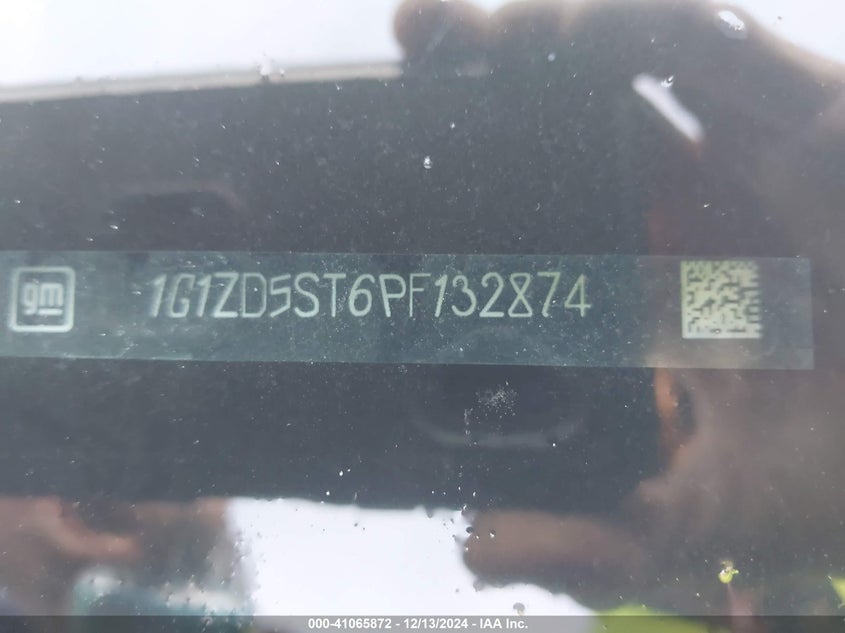 gm 1G1ZD5ST6PF132874
000-41065872 - 12/13/2024 - IAA Inc.